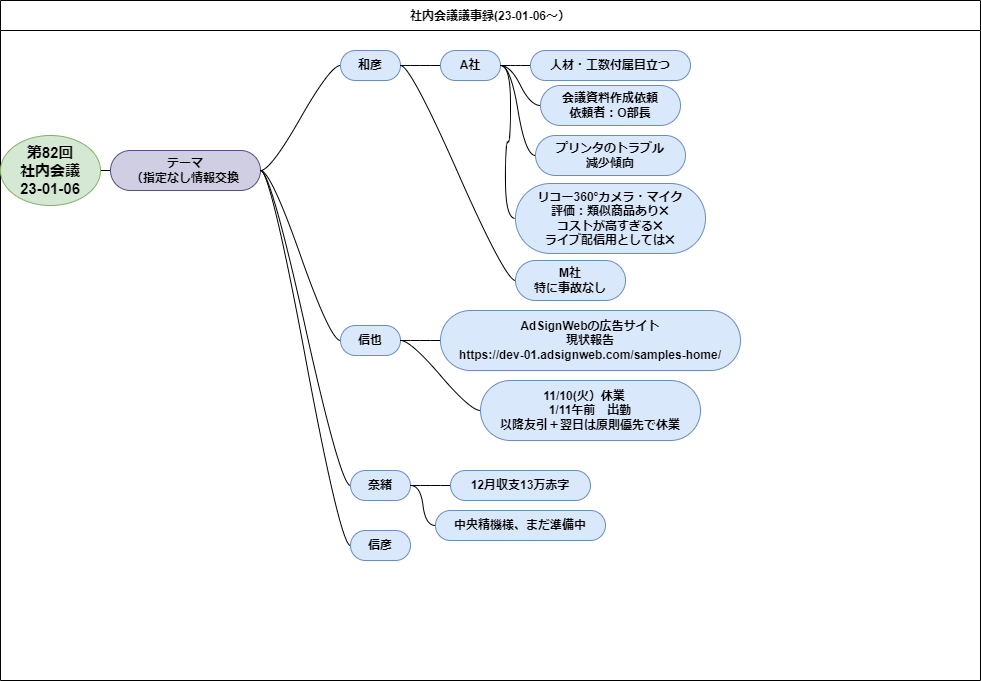 社内会議議事録(23-01-06～)
第82回
社内会議
23-01-06
テーマ
（指定なし情報交換
和彦
A社
人材・工数付属目立つ
会議資料作成依頼
依頼者：O部長
プリンタのトラブル
減少傾向
リコー360°カメラ・マイク
評価：類似商品あり✕
コストが高すぎる✕
ライブ配信用としては✕
M社
特に事故なし
信也
AdSignWebの広告サイト
現状報告
https://dev-01.adsignweb.com/samples-home/
11/10(火）休業
1/11午前　出勤
以降友引＋翌日は原則優先で休業
奈緒
12月収支13万赤字
中央精機様、まだ準備中
信彦